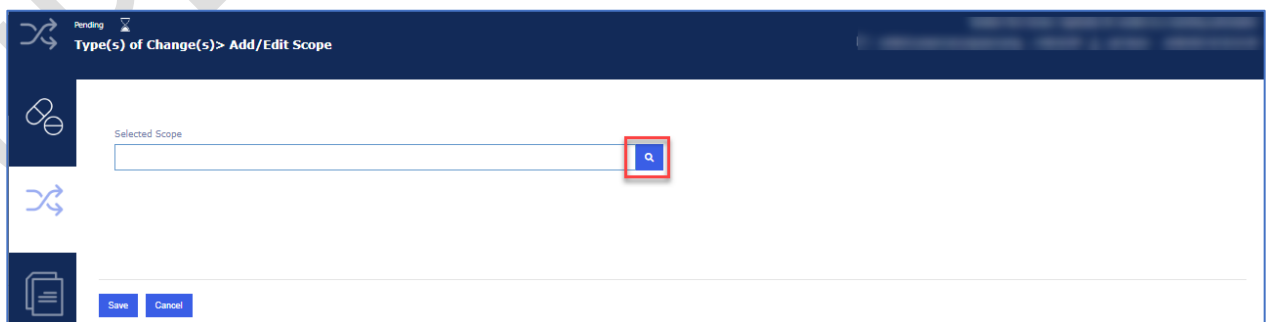 Pending
Type(s) of Change(s)> Add/Edit Scope
Selected Scope
Save
Cancel